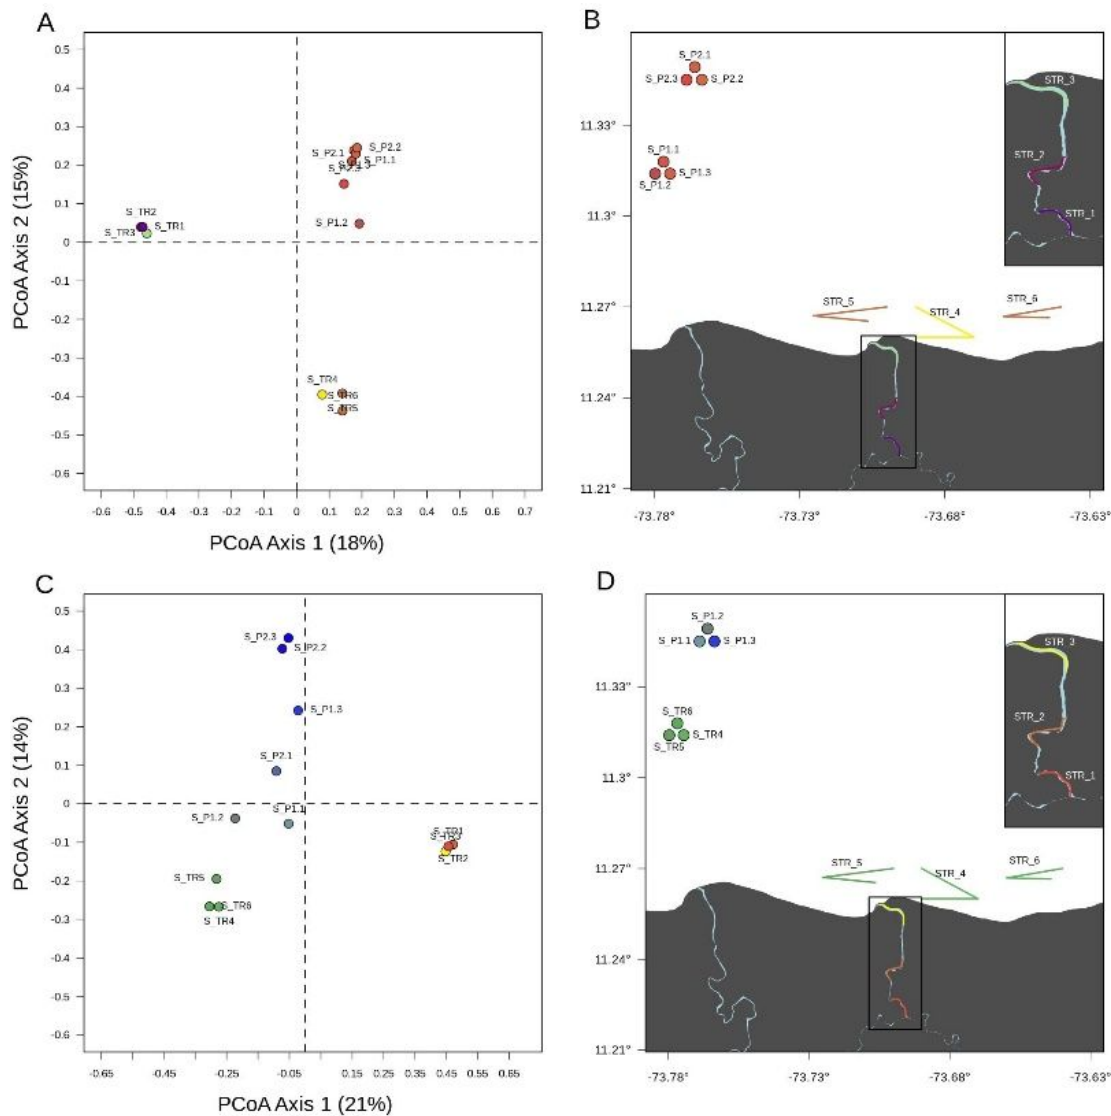 A
0.5
0.4
0.3
0.2
0.1
0
-0.1
-0.2
-0.3
-0.4
-0.5
-0.6
PCoA Axis 2 (15%)
S_P2.2
S_P2.1
S_P1.1
S_P1.3
S_P1.2
S_TR2
S_TR1
S_TR3
S_TR4
S_TR6
S_TR5
-0.6 -0.5 -0.4 -0.3 -0.2 -0.1 0 0.1 0.2 0.3 0.4 0.5 0.6 0.7
PCoA Axis 1 (18%)
B
S_P2.1
S_P2.3 S_P2.2
S_P1.1
S_P1.2 S_P1.3
STR_3
STR_2
STR_1
STR_5
STR_4
STR_6
11.33°
11.3°
11.27°
11.24°
11.21°
-73.78° -73.73° -73.68° -73.63°
C
0.5
0.4
0.3
0.2
0.1
0
-0.1
-0.2
-0.3
-0.4
-0.5
-0.6
PCoA Axis 2 (14%)
S_P2.3
S_P2.2
S_P1.3
S_P2.1
S_P1.2
S_P1.1
S_TR1
S_TR3
S_TR2
S_TR5
S_TR6
S_TR4
-0.65 -0.45 -0.25 -0.05 0.15 0.35 0.45 0.55 0.65
PCoA Axis 1 (21%)
D
S_P1.2
S_P1.1 S_P1.3
S_TR6
S_TR5 S_TR4
STR_3
STR_2
STR_1
STR_5
STR_4
STR_6
11.33°
11.3°
11.27°
11.24°
11.21°
-73.78° -73.73° -73.68° -73.63°